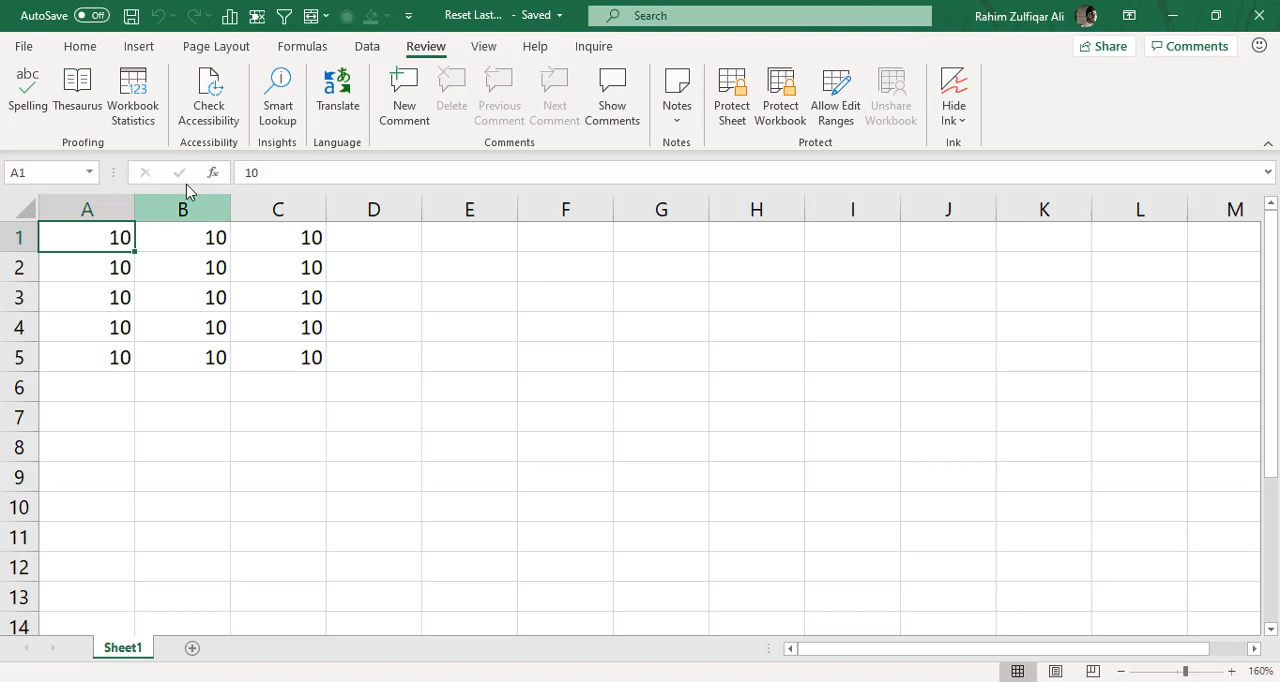 AutoSave Off Reset Last... - Saved Search Rahim Zulfiqar Ali
File Home Insert Page Layout Formulas Data Review View Help Inquire Share Comments
abc
Spelling Thesaurus Workbook Statistics Check Accessibility Smart Lookup Translate New Comment Delete Previous Comment Next Comment Show Comments Notes Protect Sheet Protect Workbook Allow Edit Ranges Unshare Workbook Hide Ink
Proofing Accessibility Insights Language Comments Notes Protect Ink
A1 fx 10
A B C D E F G H I J K L M
1 10 10 10
2 10 10 10
3 10 10 10
4 10 10 10
5 10 10 10
6
7
8
9
10
11
12
13
14
Sheet1
160%